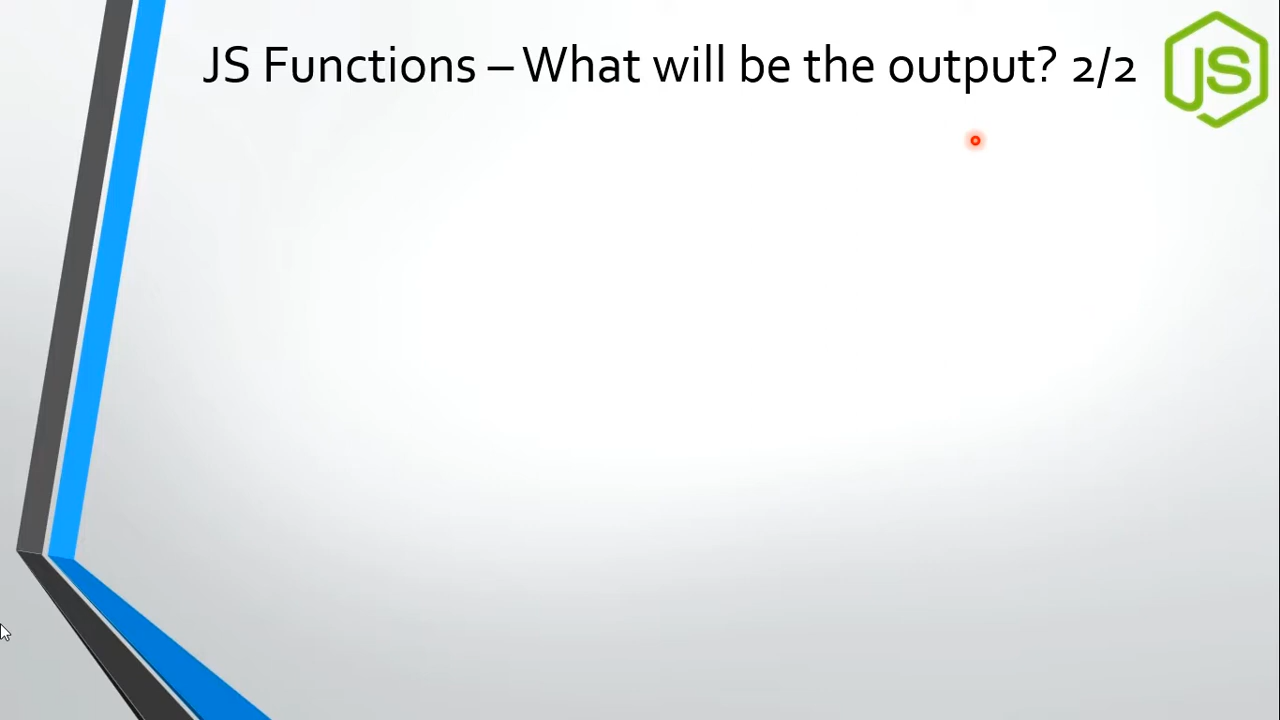 JS Functions – What will be the output? 2/2
JS